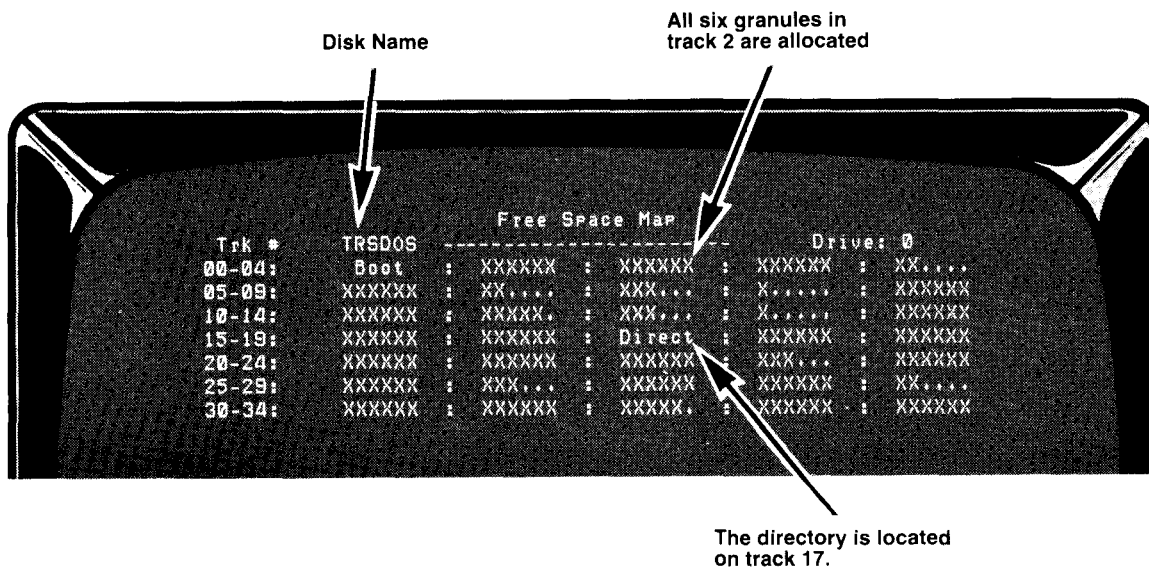 All six granules in
track 2 are allocated
Disk Name
Free Space Map
Trk # TRSDOS -------------------------- Drive: 0
00-04: Boot : XXXXXX : XXXXXX : XXXXXX : XX....
05-09: XXXXXX : XX.... : XXX... : X..... : XXXXXX
10-14: XXXXXX : XXXXX. : XXX... : X..... : XXXXXX
15-19: XXXXXX : XXXXXX : Direct : XXXXXX : XXXXXX
20-24: XXXXXX : XXXXXX : XXXXXX : XXX... : XXXXXX
25-29: XXXXXX : XXX... : XXXXXX : XXXXXX : XX....
30-34: XXXXXX : XXXXXX : XXXXX. : XXXXXX : XXXXXX
The directory is located
on track 17.